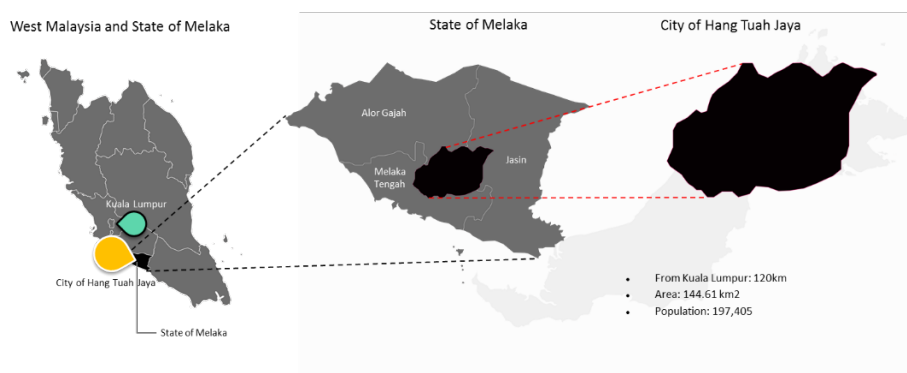 West Malaysia and State of Melaka
State of Melaka
City of Hang Tuah Jaya
Alor Gajah
Melaka
Tengah
Jasin
Kuala Lumpur
City of Hang Tuah Jaya
State of Melaka
• From Kuala Lumpur: 120km
• Area: 144.61 km2
• Population: 197,405